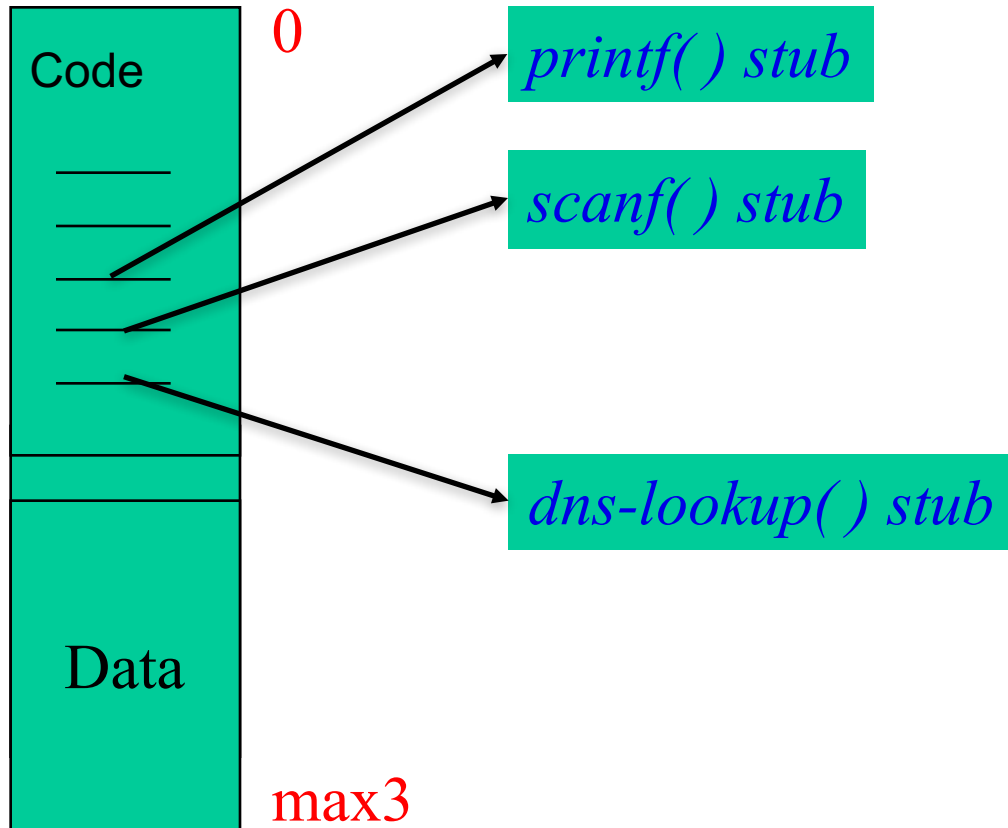 0
Code
printf( ) stub
scanf( ) stub
dns-lookup( ) stub
Data
max3